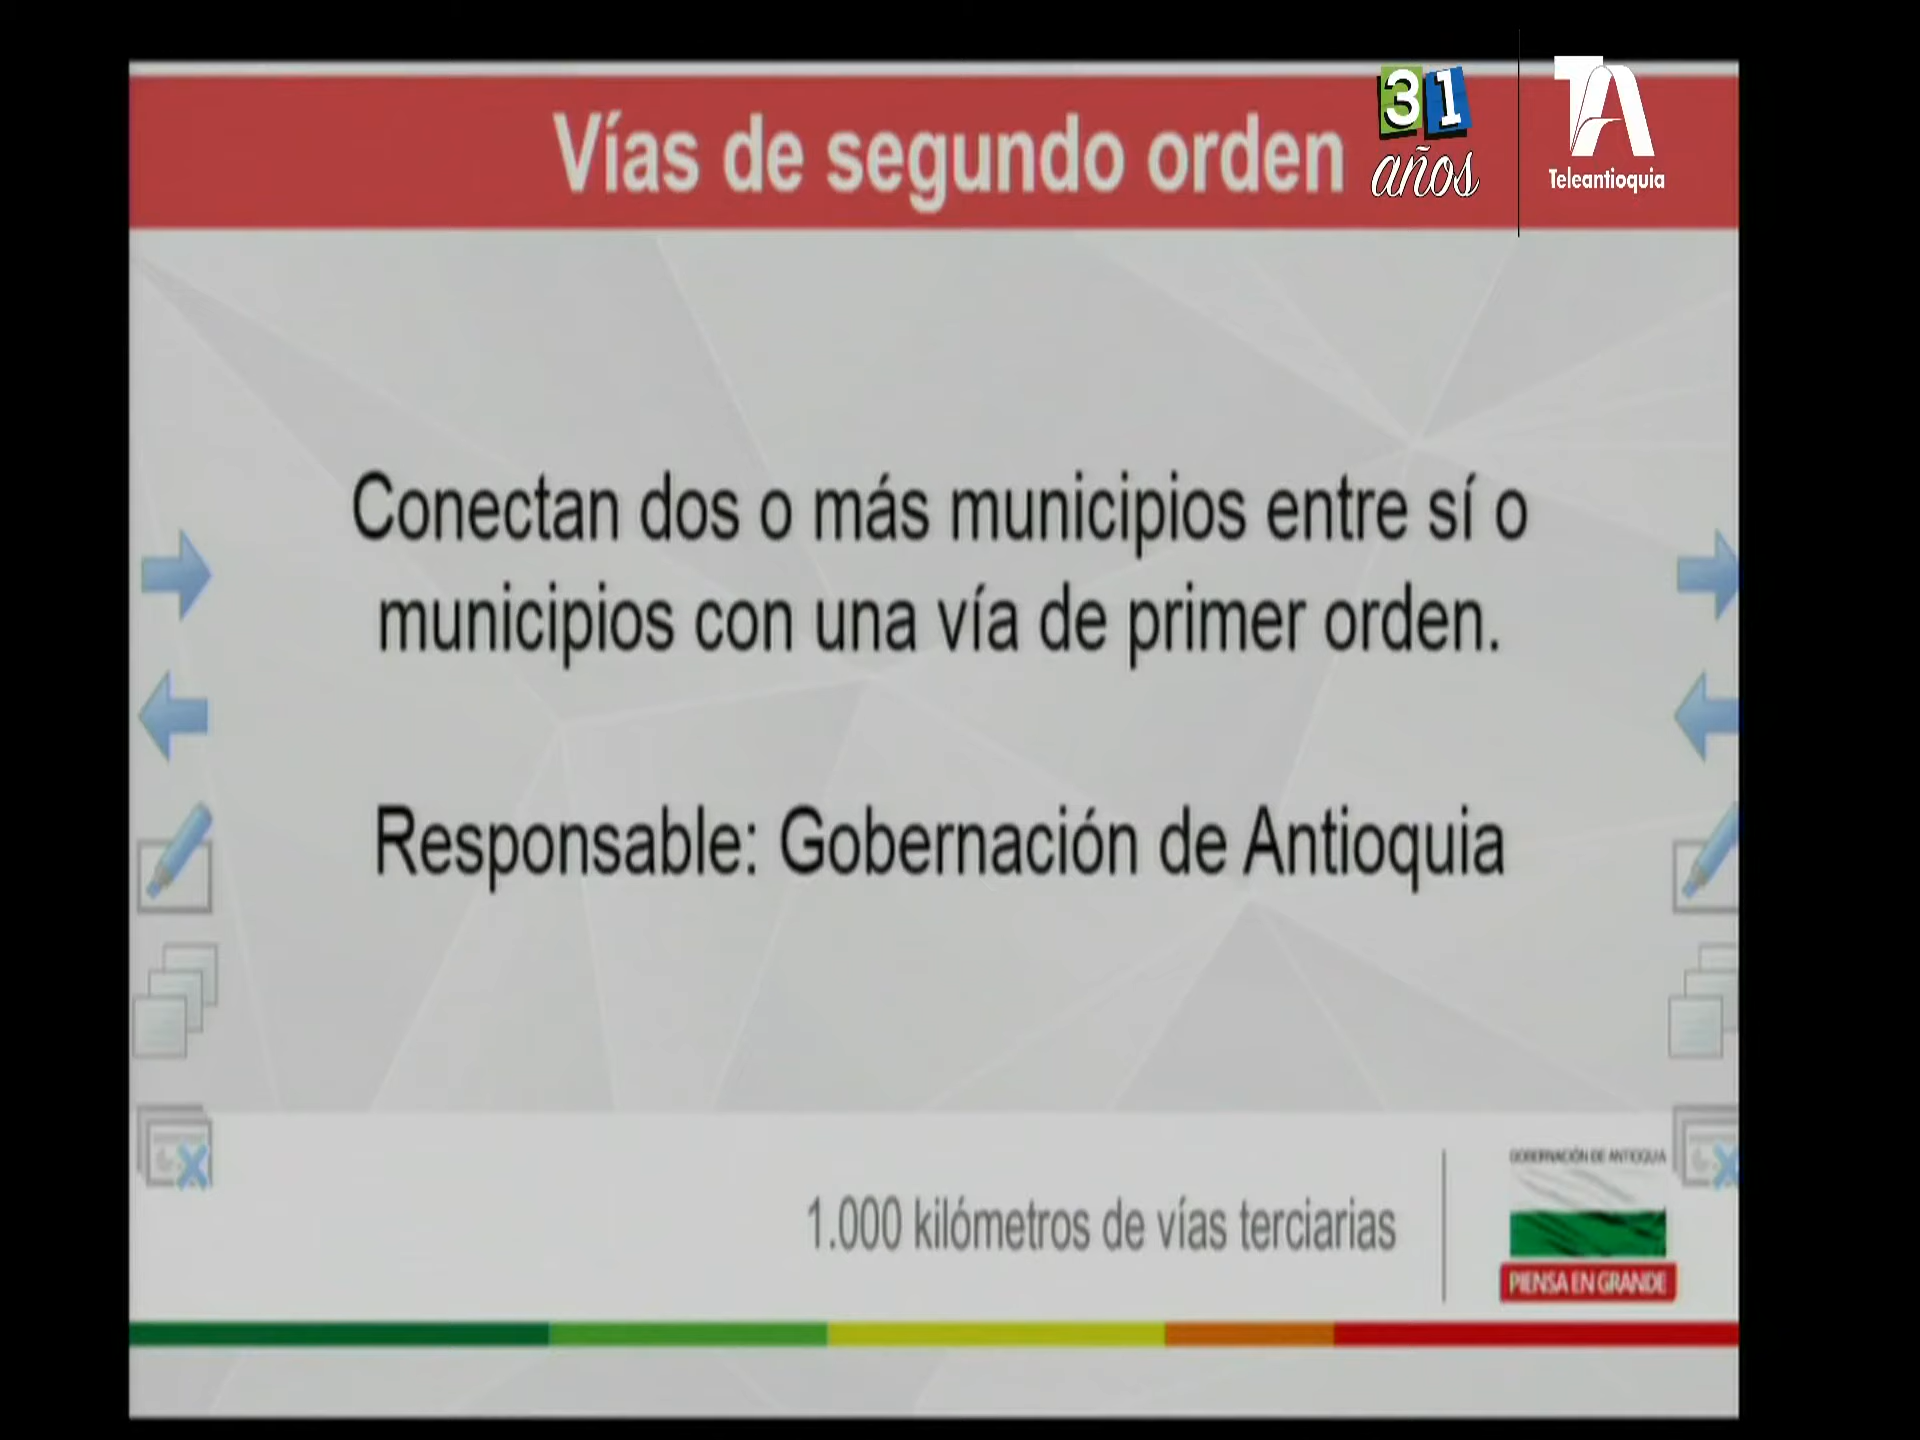 Vías de segundo orden
31
años
Teleantioquia
Conectan dos o más municipios entre sí o
municipios con una vía de primer orden.
Responsable: Gobernación de Antioquia
1.000 kilómetros de vías terciarias
GOBERNACIÓN DE ANTIOQUIA
PIENSA EN GRANDE